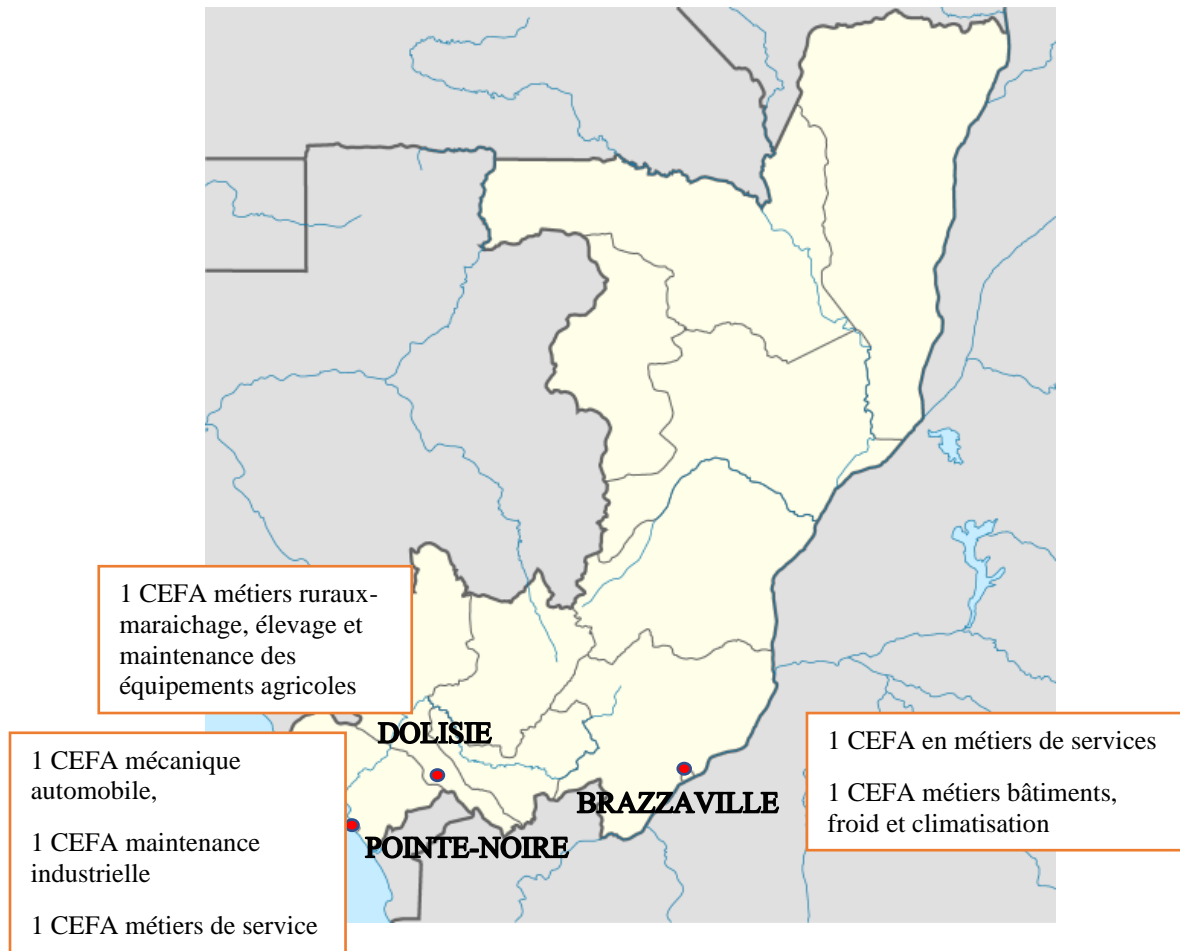 1 CEFA métiers ruraux-
maraichage, élevage et
maintenance des
équipements agricoles
DOLISIE
1 CEFA mécanique
automobile,
1 CEFA maintenance
industrielle
1 CEFA métiers de service
POINTE-NOIRE
BRAZZAVILLE
1 CEFA en métiers de services
1 CEFA métiers bâtiments,
froid et climatisation